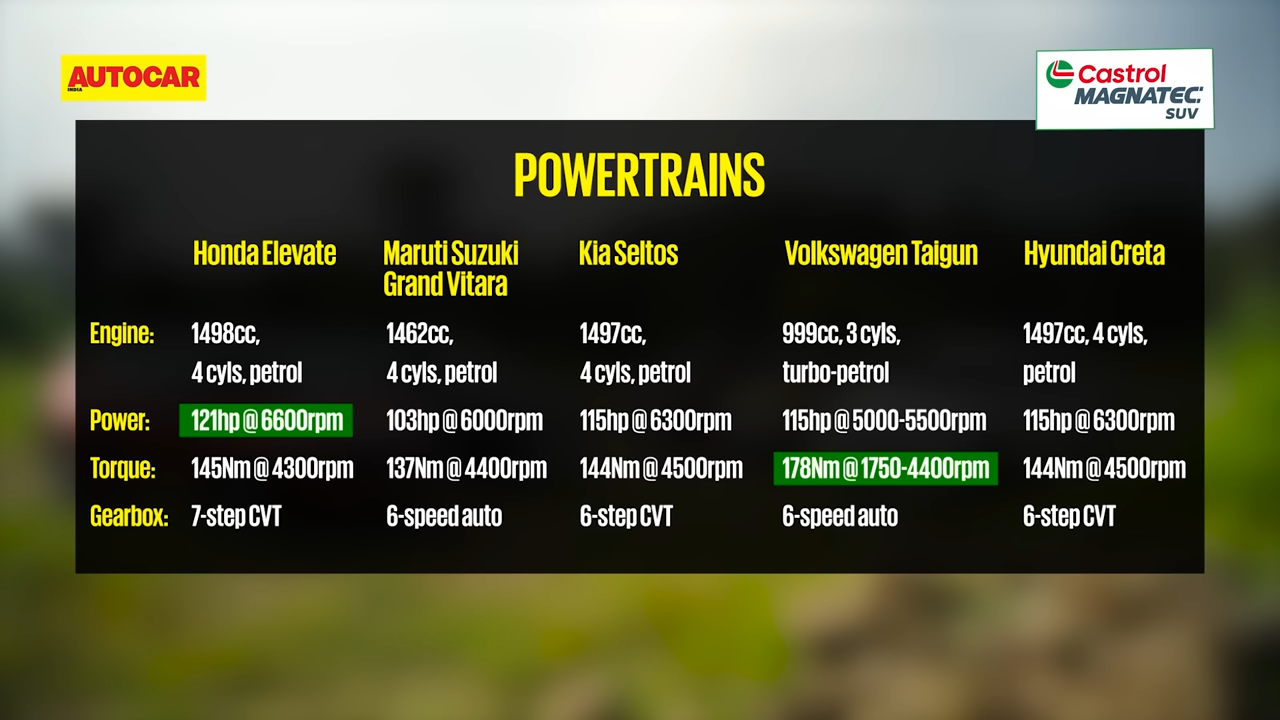 AUTOCAR
INDIA
Castrol
MAGNATEC
SUV
POWERTRAINS
Honda Elevate Maruti Suzuki Grand Vitara Kia Seltos Volkswagen Taigun Hyundai Creta
Engine: 1498cc, 1462cc, 1497cc, 999cc, 3 cyls, 1497cc, 4 cyls,
4 cyls, petrol 4 cyls, petrol 4 cyls, petrol turbo-petrol petrol
Power: 121hp @ 6600rpm 103hp @ 6000rpm 115hp @ 6300rpm 115hp @ 5000-5500rpm 115hp @ 6300rpm
Torque: 145Nm @ 4300rpm 137Nm @ 4400rpm 144Nm @ 4500rpm 178Nm @ 1750-4400rpm 144Nm @ 4500rpm
Gearbox: 7-step CVT 6-speed auto 6-step CVT 6-speed auto 6-step CVT